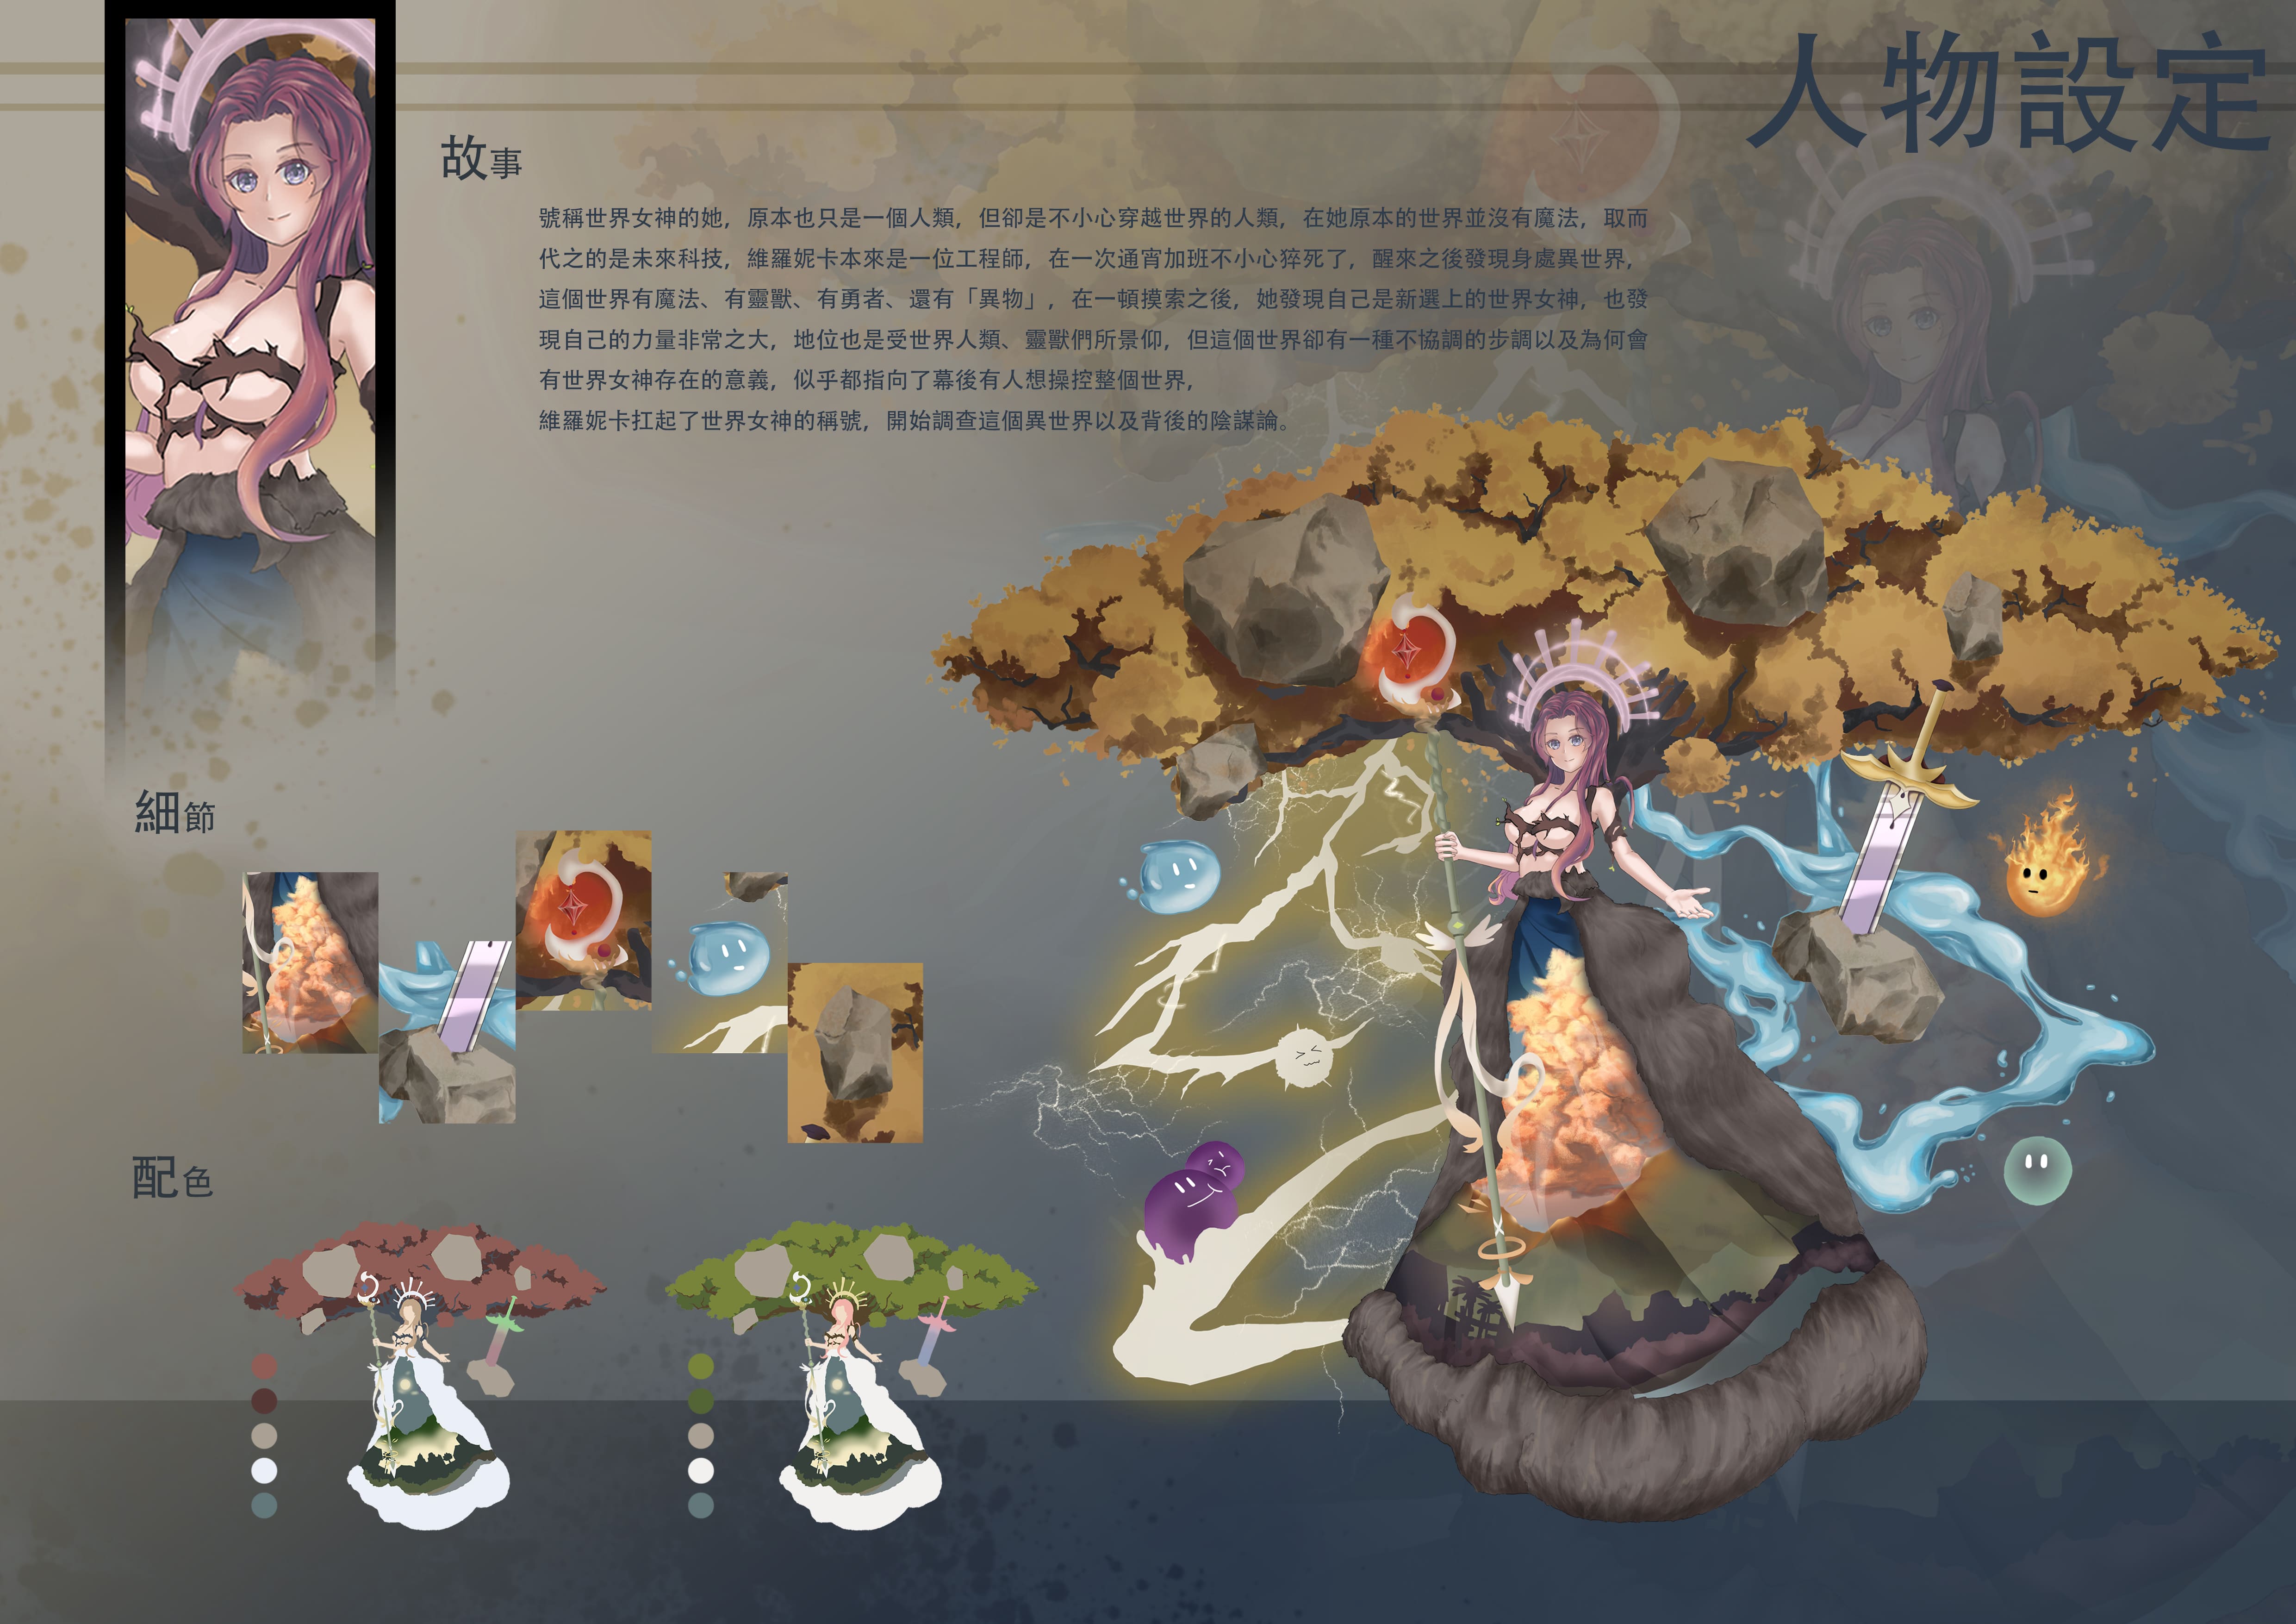 人物設定
故事
號稱世界女神的她，原本也只是一個人類，但卻是不小心穿越世界的人類，在她原本的世界並沒有魔法，取而
代之的是未來科技，維羅妮卡本來是一位工程師，在一次通宵加班不小心猝死了，醒來之後發現身處異世界，
這個世界有魔法、有靈獸、有勇者、還有「異物」，在一頓摸索之後，她發現自己是新選上的世界女神，也發
現自己的力量非常之大，地位也是受世界人類、靈獸們所景仰，但這個世界卻有一種不協調的步調以及為何會
有世界女神存在的意義，似乎都指向了幕後有人想操控整個世界，
維羅妮卡扛起了世界女神的稱號，開始調查這個異世界以及背後的陰謀論。
細節
配色